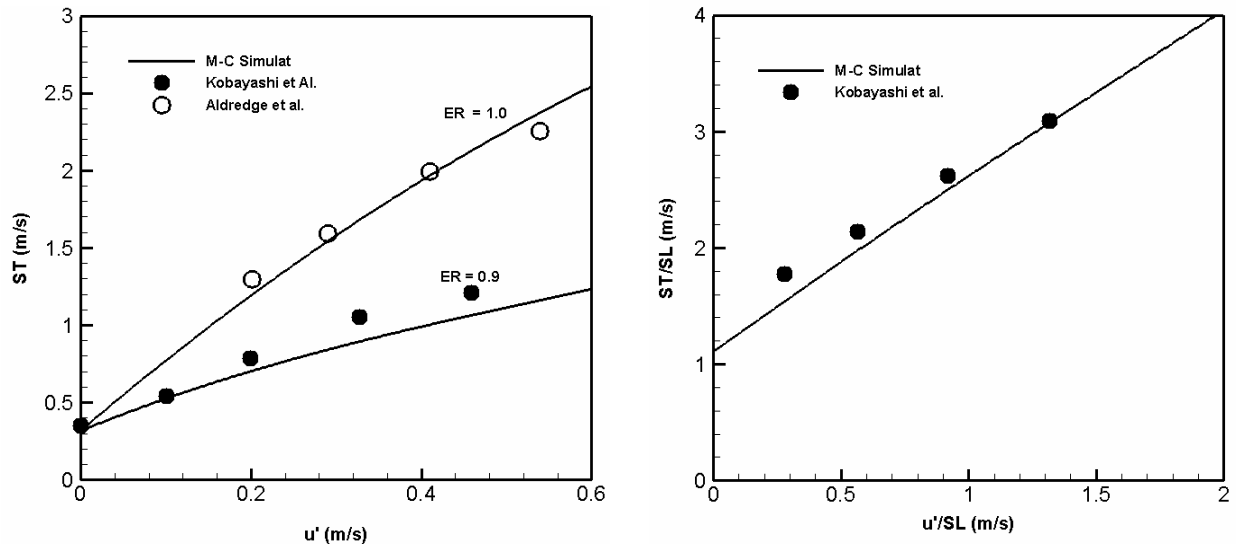 3
2.5
2
1.5
1
0.5
0
ST (m/s)
M-C Simulat
Kobayashi et Al.
Aldredge et al.
ER = 1.0
ER = 0.9
0
0.2
0.4
0.6
u' (m/s)
4
3
2
1
0
ST/SL (m/s)
M-C Simulat
Kobayashi et al.
0
0.5
1
1.5
2
u'/SL (m/s)